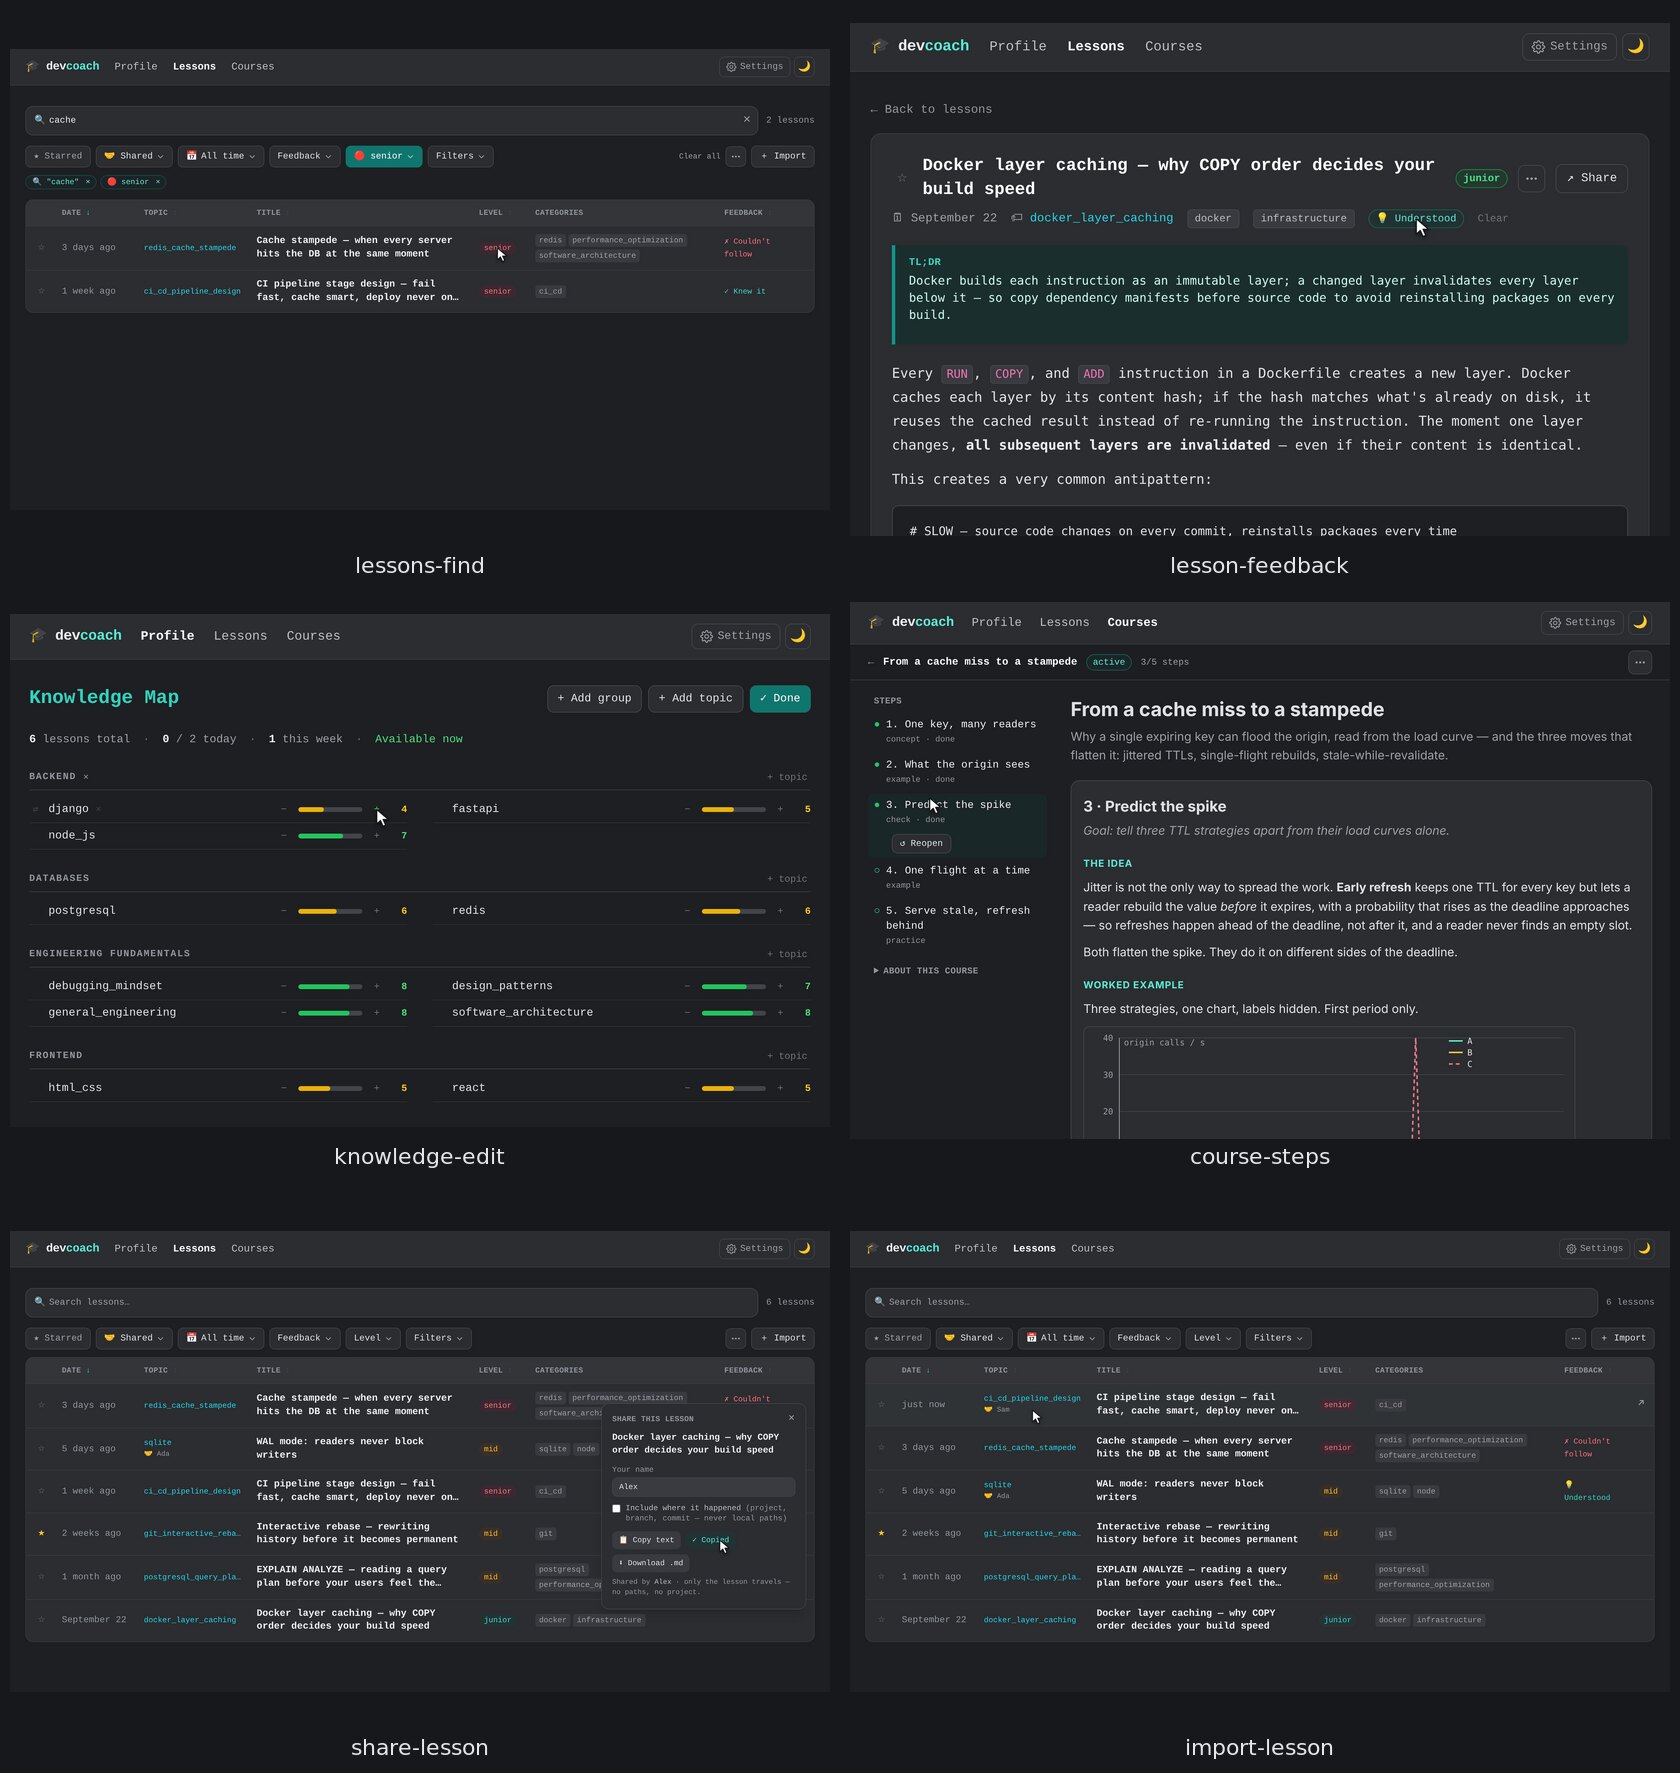 🎓 devcoach Profile Lessons Courses Settings
cache × 2 lessons
★ Starred Shared All time Feedback senior Filters Clear all ··· + Import
"cache" × senior ×
DATE ↓ TOPIC TITLE LEVEL CATEGORIES FEEDBACK
3 days ago redis_cache_stampede Cache stampede — when every server hits the DB at the same moment senior redis performance_optimization software_architecture ✗ Couldn't follow
1 week ago ci_cd_pipeline_design CI pipeline stage design — fail fast, cache smart, deploy never on… senior ci_cd ✓ Knew it
lessons-find
devcoach Profile Lessons Courses Settings
← Back to lessons
☆ Docker layer caching — why COPY order decides your build speed junior ··· ↗ Share
September 22 docker_layer_caching docker infrastructure Understood Clear
TL;DR
Docker builds each instruction as an immutable layer; a changed layer invalidates every layer
below it — so copy dependency manifests before source code to avoid reinstalling packages on every
build.
Every RUN, COPY, and ADD instruction in a Dockerfile creates a new layer. Docker
caches each layer by its content hash; if the hash matches what's already on disk, it
reuses the cached result instead of re-running the instruction. The moment one layer
changes, all subsequent layers are invalidated — even if their content is identical.
This creates a very common antipattern:
# SLOW — source code changes on every commit, reinstalls packages every time
lesson-feedback
devcoach Profile Lessons Courses Settings
Knowledge Map + Add group + Add topic ✓ Done
6 lessons total · 0 / 2 today · 1 this week · Available now
BACKEND × + topic
django × − + 4 fastapi − + 5
node_js − + 7
DATABASES + topic
postgresql − + 6 redis − + 6
ENGINEERING FUNDAMENTALS + topic
debugging_mindset − + 8 design_patterns − + 7
general_engineering − + 8 software_architecture − + 8
FRONTEND + topic
html_css − + 5 react − + 5
knowledge-edit
devcoach Profile Lessons Courses Settings
← From a cache miss to a stampede active 3/5 steps ···
STEPS
1. One key, many readers
concept · done
2. What the origin sees
example · done
3. Predict the spike
check · done
↺ Reopen
4. One flight at a time
example
5. Serve stale, refresh
behind
practice
▶ ABOUT THIS COURSE
From a cache miss to a stampede
Why a single expiring key can flood the origin, read from the load curve — and the three moves that
flatten it: jittered TTLs, single-flight rebuilds, stale-while-revalidate.
3 · Predict the spike
Goal: tell three TTL strategies apart from their load curves alone.
THE IDEA
Jitter is not the only way to spread the work. Early refresh keeps one TTL for every key but lets a
reader rebuild the value before it expires, with a probability that rises as the deadline approaches
— so refreshes happen ahead of the deadline, not after it, and a reader never finds an empty slot.
Both flatten the spike. They do it on different sides of the deadline.
WORKED EXAMPLE
Three strategies, one chart, labels hidden. First period only.
40 origin calls / s A
B
30 C
20
course-steps
devcoach Profile Lessons Courses Settings
Search lessons… 6 lessons
★ Starred Shared All time Feedback Level Filters ··· + Import
DATE ↓ TOPIC TITLE LEVEL CATEGORIES FEEDBACK
3 days ago redis_cache_stampede Cache stampede — when every server hits the DB at the same moment senior redis performance_optimization ✗ Couldn't
5 days ago sqlite Ada WAL mode: readers never block writers mid sqlite node
1 week ago ci_cd_pipeline_design CI pipeline stage design — fail fast, cache smart, deploy never on… senior ci_cd
2 weeks ago git_interactive_reba… Interactive rebase — rewriting history before it becomes permanent mid git
1 month ago postgresql_query_pla… EXPLAIN ANALYZE — reading a query plan before your users feel the… mid postgresql
September 22 docker_layer_caching Docker layer caching — why COPY order decides your build speed junior docker infrastructure
SHARE THIS LESSON ×
Docker layer caching — why COPY
order decides your build speed
Your name
Alex
Include where it happened (project,
branch, commit — never local paths)
Copy text ✓ Copied
Download .md
Shared by Alex · only the lesson travels —
no paths, no project.
share-lesson
devcoach Profile Lessons Courses Settings
Search lessons… 6 lessons
★ Starred Shared All time Feedback Level Filters ··· + Import
DATE ↓ TOPIC TITLE LEVEL CATEGORIES FEEDBACK
just now ci_cd_pipeline_design Sam CI pipeline stage design — fail fast, cache smart, deploy never on… senior ci_cd ↗
3 days ago redis_cache_stampede Cache stampede — when every server hits the DB at the same moment senior redis performance_optimization software_architecture ✗ Couldn't follow
5 days ago sqlite Ada WAL mode: readers never block writers mid sqlite node Understood
2 weeks ago git_interactive_reba… Interactive rebase — rewriting history before it becomes permanent mid git
1 month ago postgresql_query_pla… EXPLAIN ANALYZE — reading a query plan before your users feel the… mid postgresql performance_optimization
September 22 docker_layer_caching Docker layer caching — why COPY order decides your build speed junior docker infrastructure
import-lesson